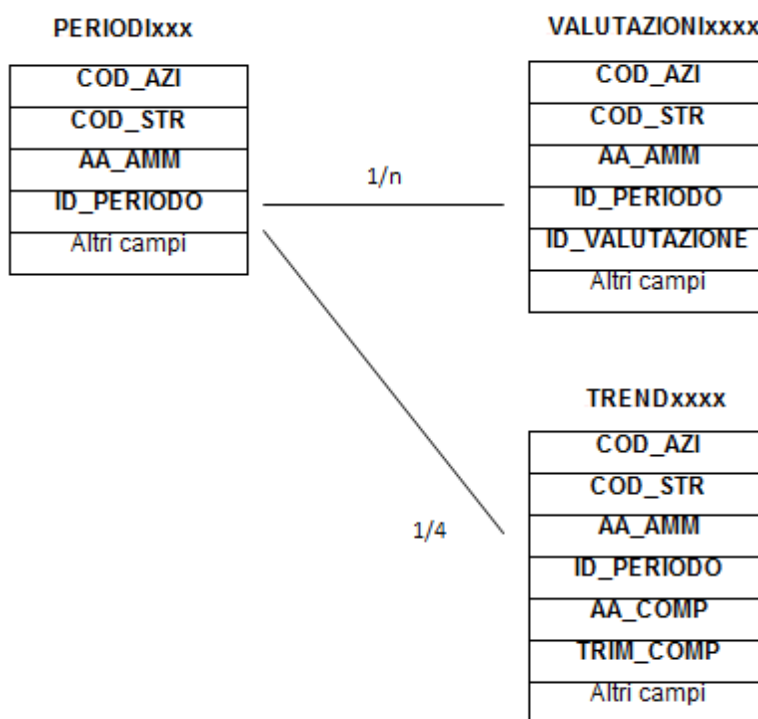 PERIODIxxx
COD_AZI
COD_STR
AA_AMM
ID_PERIODO
Altri campi
1/n
VALUTAZIONIxxxx
COD_AZI
COD_STR
AA_AMM
ID_PERIODO
ID_VALUTAZIONE
Altri campi
1/4
TRENDxxxx
COD_AZI
COD_STR
AA_AMM
ID_PERIODO
AA_COMP
TRIM_COMP
Altri campi